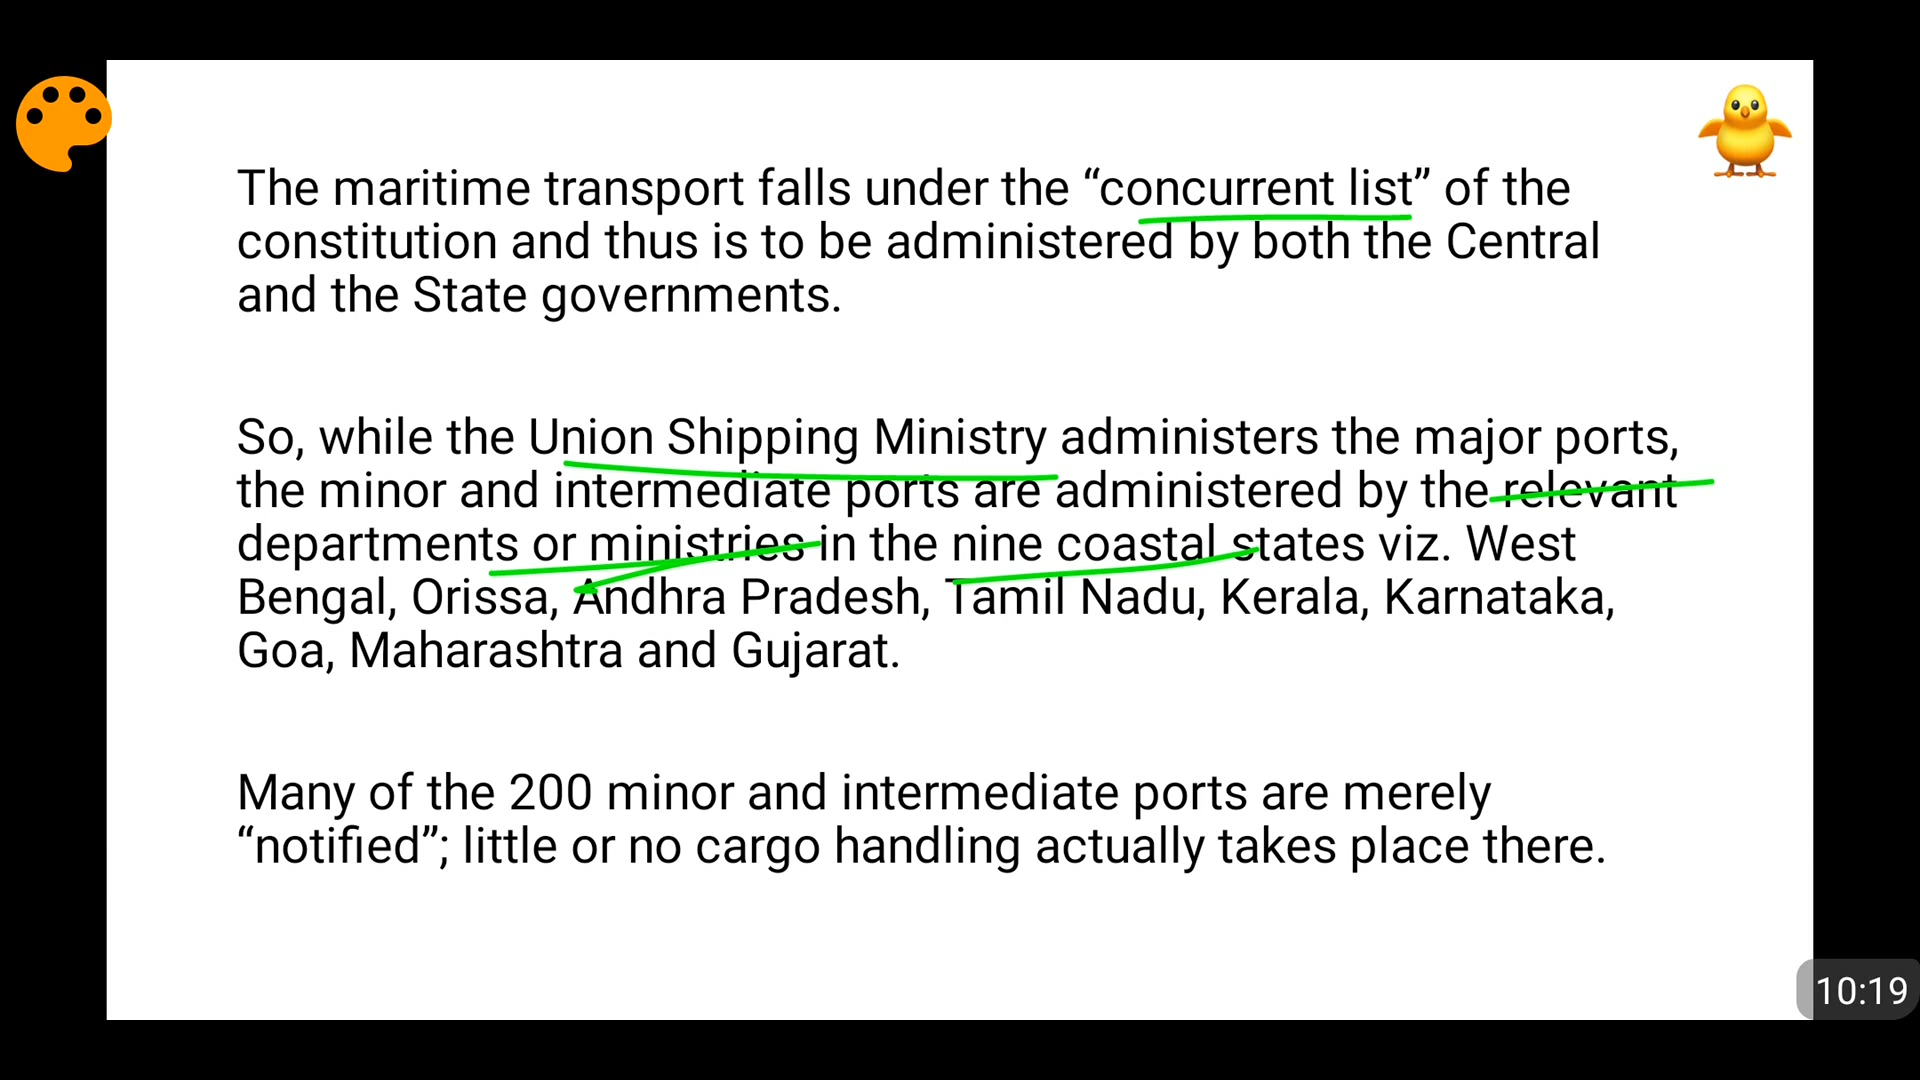 The maritime transport falls under the “concurrent list” of the
constitution and thus is to be administered by both the Central
and the State governments.
So, while the Union Shipping Ministry administers the major ports,
the minor and intermediate ports are administered by the relevant
departments or ministries in the nine coastal states viz. West
Bengal, Orissa, Andhra Pradesh, Tamil Nadu, Kerala, Karnataka,
Goa, Maharashtra and Gujarat.
Many of the 200 minor and intermediate ports are merely
“notified”; little or no cargo handling actually takes place there.
10:19